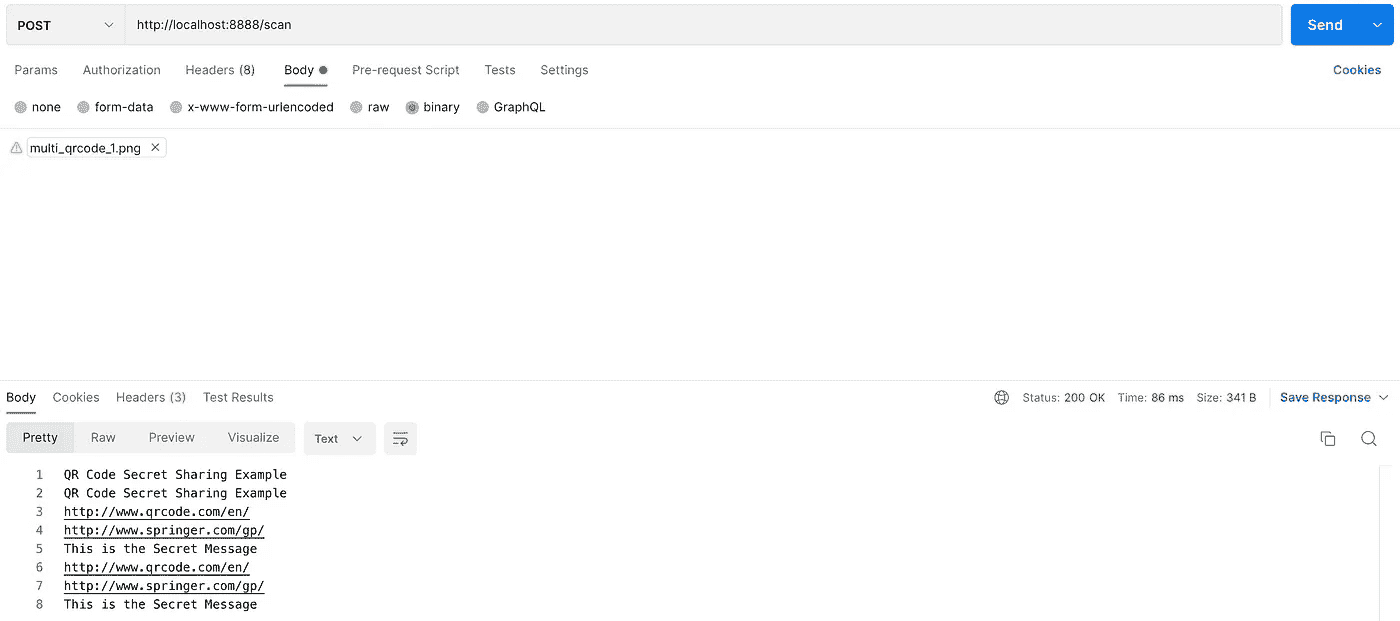 POST http://localhost:8888/scan Send
Params Authorization Headers (8) Body Pre-request Script Tests Settings Cookies
none form-data x-www-form-urlencoded raw binary GraphQL
multi_qrcode_1.png
Body Cookies Headers (3) Test Results Status: 200 OK Time: 86 ms Size: 341 B Save Response
Pretty Raw Preview Visualize Text
1 QR Code Secret Sharing Example
2 QR Code Secret Sharing Example
3 http://www.qrcode.com/en/
4 http://www.springer.com/gp/
5 This is the Secret Message
6 http://www.qrcode.com/en/
7 http://www.springer.com/gp/
8 This is the Secret Message